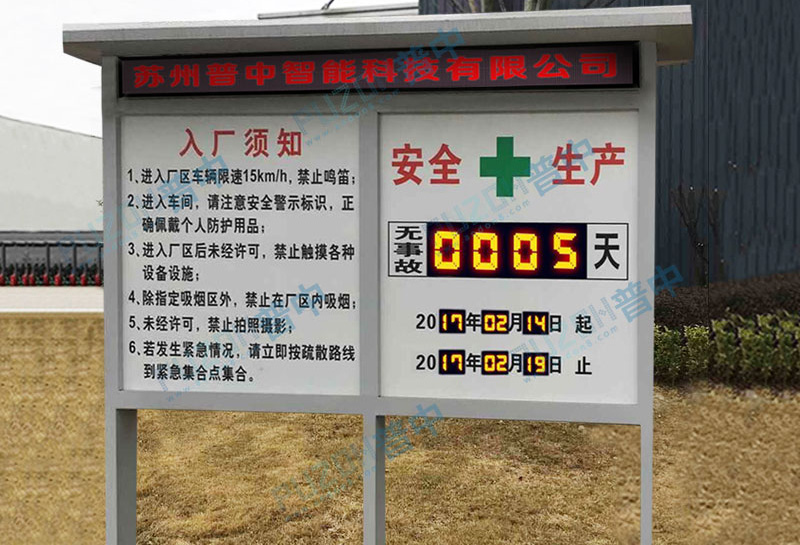 苏州普中智能科技有限公司
入厂须知
1、进入厂区车辆限速15km/h，禁止鸣笛；
2、进入车间，请注意安全警示标识，正
确佩戴个人防护用品；
3、进入厂区后未经许可，禁止触摸各种
设备设施；
4、除指定吸烟区外，禁止在厂区内吸烟；
5、未经许可，禁止拍照摄影；
6、若发生紧急情况，请立即按疏散路线
到紧急集合点集合。
安全 生产
无事故 0005 天
2017年02月14日 起
2017年02月19日 止
普中